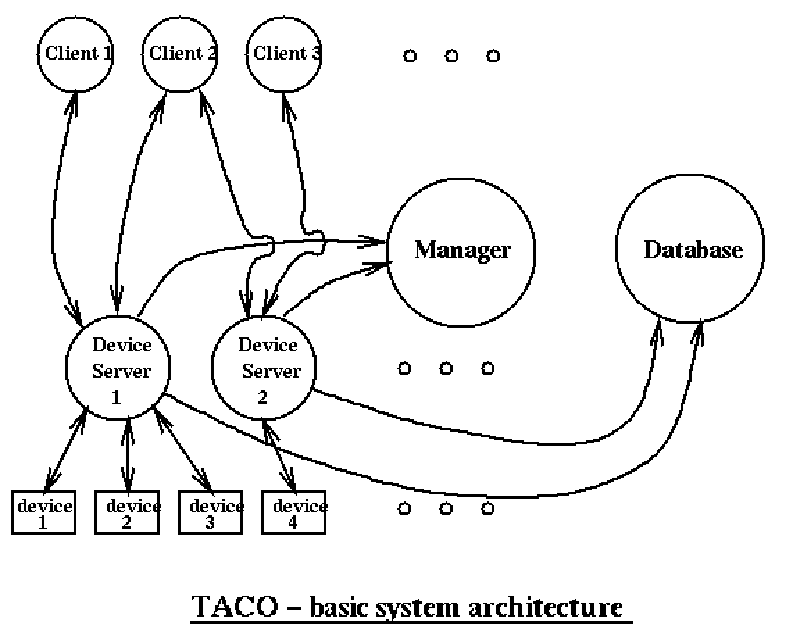 Client 1
Client 2
Client 3
Manager
Database
Device
Server
1
Device
Server
2
device
1
device
2
device
3
device
4
TACO – basic system architecture